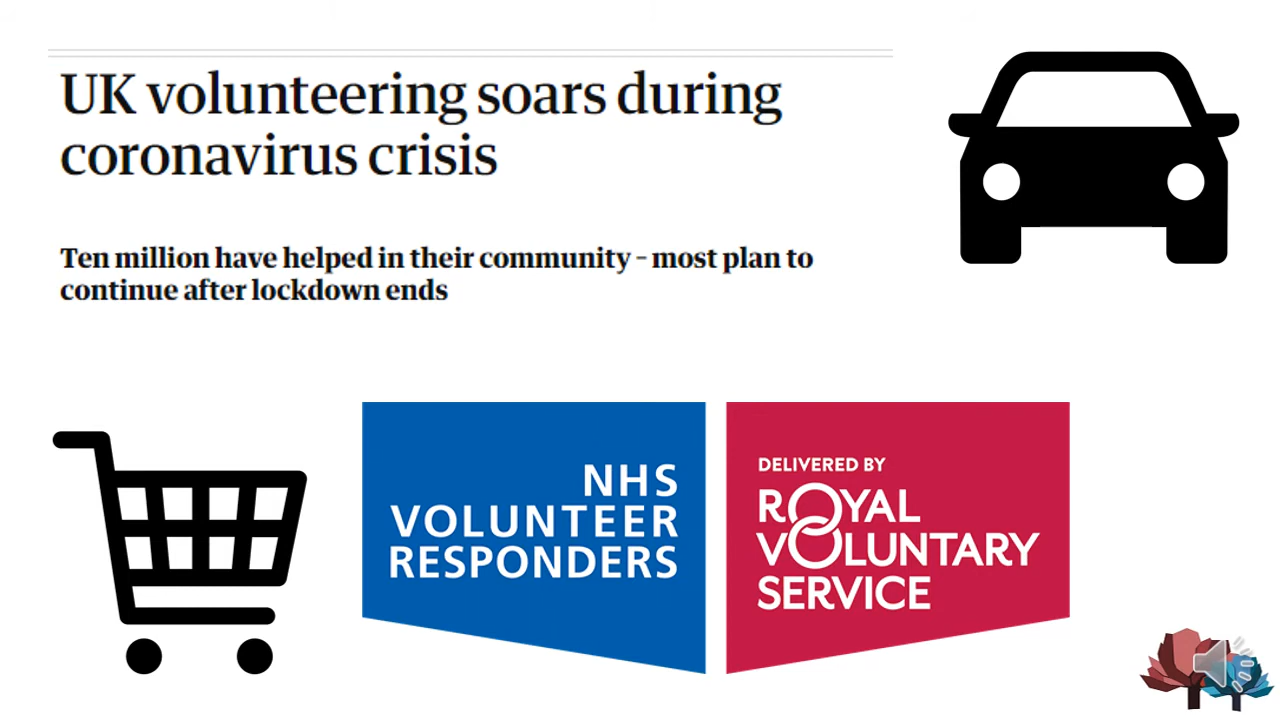 UK volunteering soars during
coronavirus crisis
Ten million have helped in their community – most plan to
continue after lockdown ends
NHS
VOLUNTEER
RESPONDERS
DELIVERED BY
ROYAL
VOLUNTARY
SERVICE